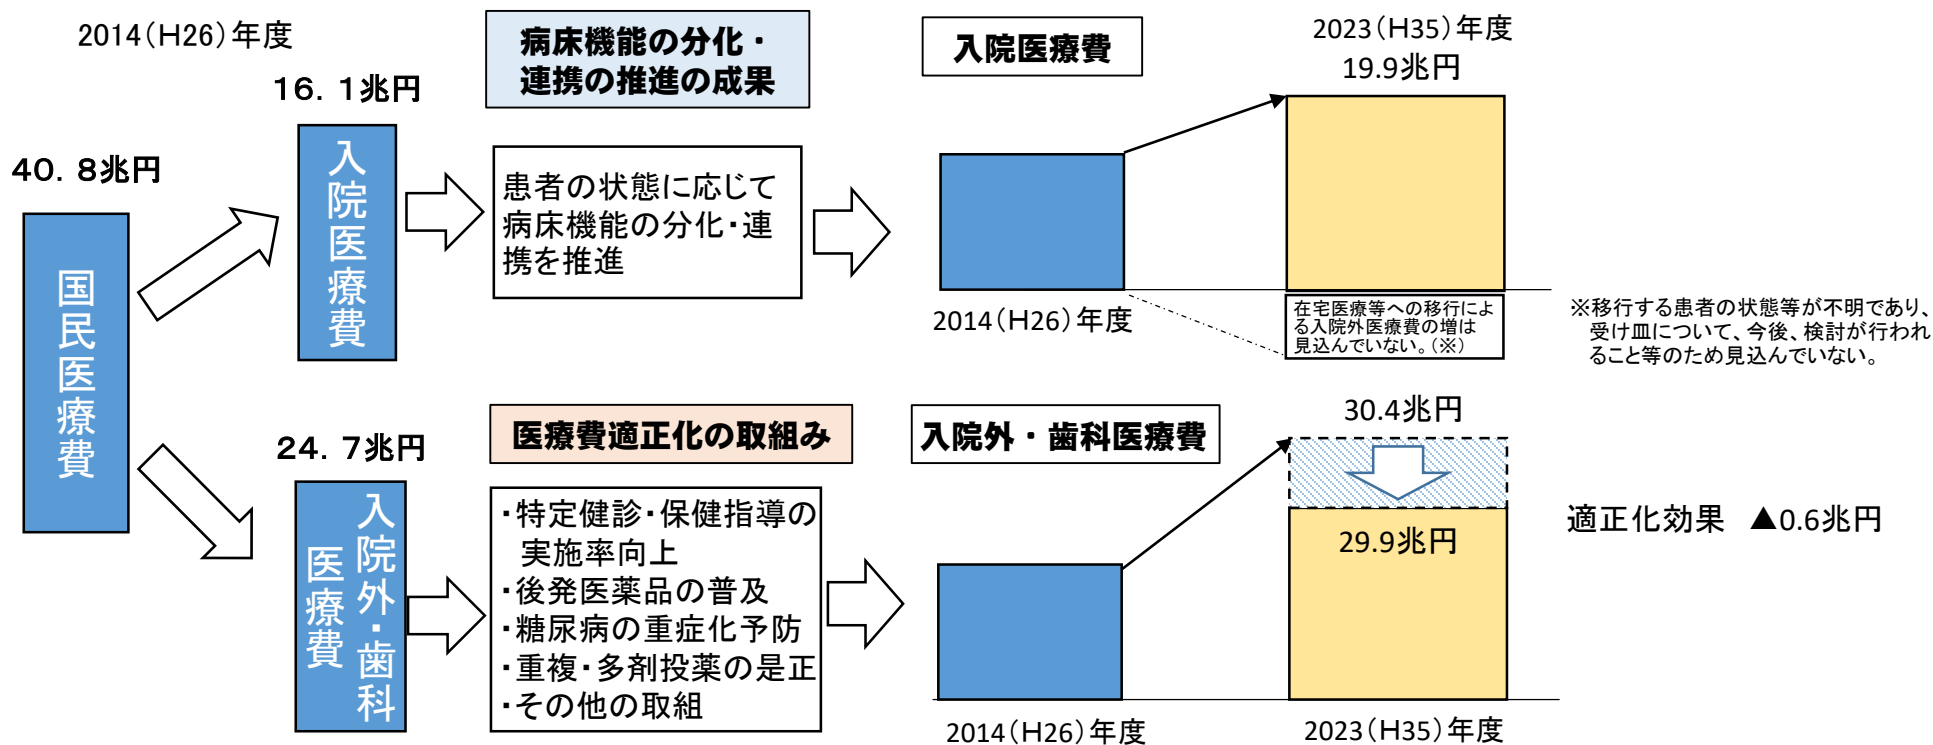 2014(H26)年度
40．8兆円
国民医療費
16．1兆円
入院医療費
病床機能の分化・
連携の推進の成果
患者の状態に応じて
病床機能の分化・連
携を推進
入院医療費
2014(H26)年度
2023(H35)年度
19.9兆円
在宅医療等への移行によ
る入院外医療費の増は
見込んでいない。(※)
※移行する患者の状態等が不明であり、
受け皿について、今後、検討が行われ
ること等のため見込んでいない。
24．7兆円
入院外・歯科
医療費
医療費適正化の取組み
・特定健診・保健指導の
実施率向上
・後発医薬品の普及
・糖尿病の重症化予防
・重複・多剤投薬の是正
・その他の取組
入院外・歯科医療費
2014(H26)年度
30.4兆円
29.9兆円
2023(H35)年度
適正化効果　▲0.6兆円